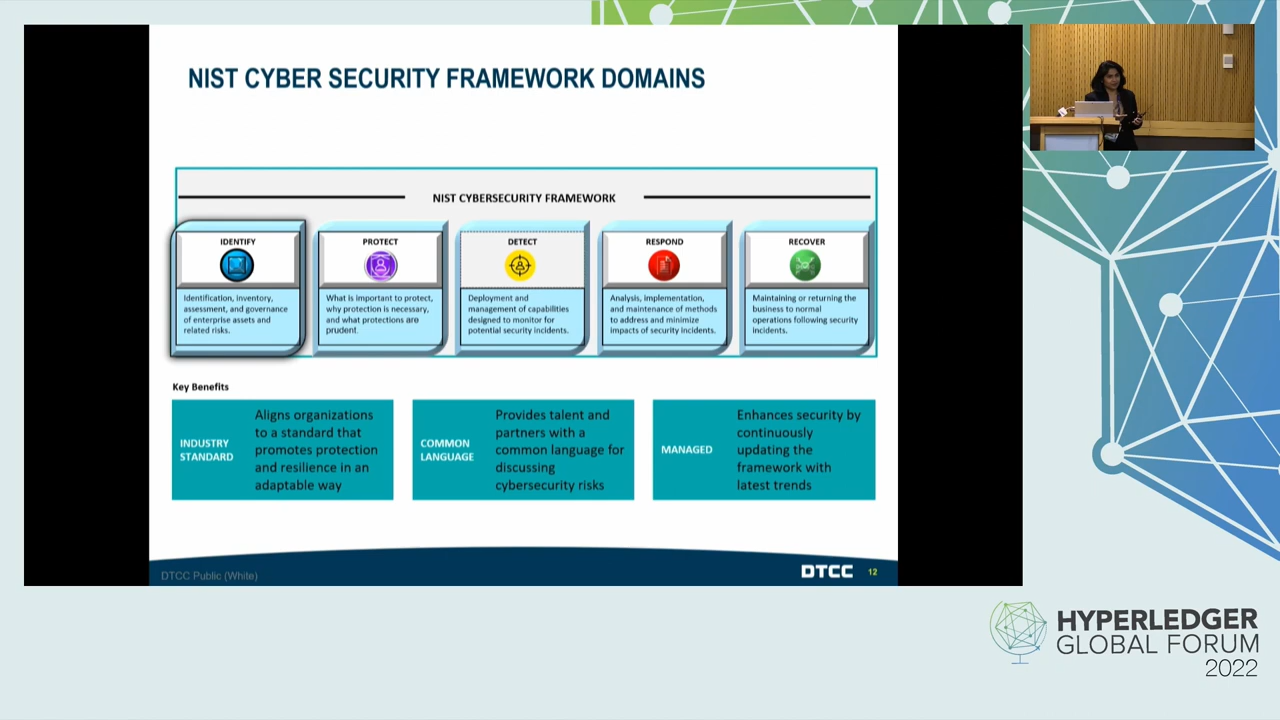 NIST CYBER SECURITY FRAMEWORK DOMAINS
NIST CYBERSECURITY FRAMEWORK
IDENTIFY
Identification, inventory,
assessment, and governance
of enterprise assets and
related risks.
PROTECT
What is important to protect,
why protection is necessary,
and what protections are
prudent.
DETECT
Deployment and
management of capabilities
designed to monitor for
potential security incidents.
RESPOND
Analysis, implementation,
and maintenance of methods
to address and minimize
impacts of security incidents.
RECOVER
Maintaining or returning the
business to normal
operations following security
incidents.
Key Benefits
INDUSTRY
STANDARD
Aligns organizations
to a standard that
promotes protection
and resilience in an
adaptable way
COMMON
LANGUAGE
Provides talent and
partners with a
common language for
discussing
cybersecurity risks
MANAGED
Enhances security by
continuously
updating the
framework with
latest trends
DTCC Public (White)
DTCC
12
HYPERLEDGER
GLOBAL FORUM
2022